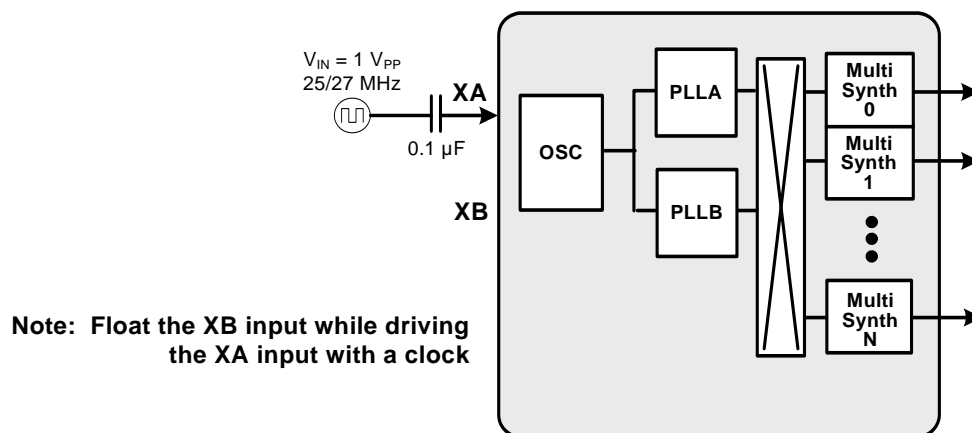 V_IN = 1 V_PP
25/27 MHz
XA
0.1 µF
XB
OSC
PLLA
PLLB
Multi
Synth
0
Multi
Synth
1
Multi
Synth
N
Note: Float the XB input while driving
the XA input with a clock